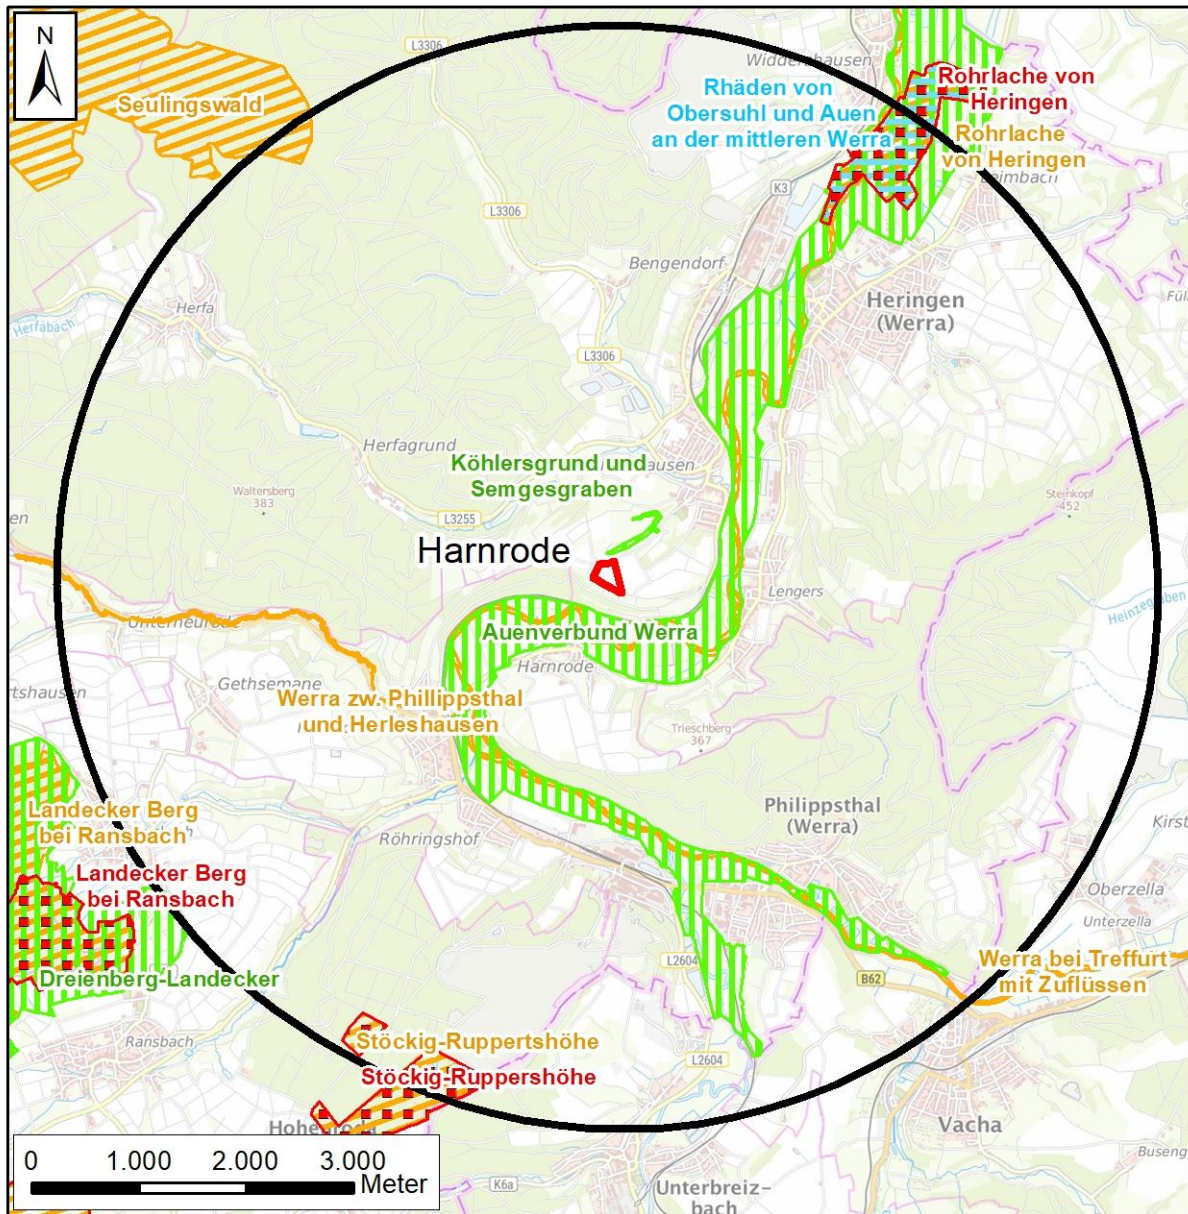 N
L3306
Widdershausen
Seulingswald
Rhäden von
Obersuhl und Auen
an der mittleren Werra
Rohrlache von
Heringen
Rohrlache
von Heringen
Leimbach
K3
L3306
Bengendorf
Herfa
Herfabach
Heringen
(Werra)
L3306
Herfagrund
Köhlersgrund und
Semgesgraben
Waltersberg
383
L3255
Steinkopf
452
Harnrode
Lengers
Heinzegraben
Unterneurode
Auenverbund Werra
Harnrode
Gethsemane
Werra zw. Phillippsthal
und Herleshausen
Trieschberg
367
Landecker Berg
bei Ransbach
Röhringshof
Philippsthal
(Werra)
Landecker Berg
bei Ransbach
Oberzella
Unterzella
Dreienberg-Landecker
L2604
B62
Werra bei Treffurt
mit Zuflüssen
Ransbach
Stöckig-Ruppertshöhe
L2604
Stöckig-Ruppershöhe
Hohenroda
Vacha
0 1.000 2.000 3.000
Meter
K6a
Unterbreiz-
bach